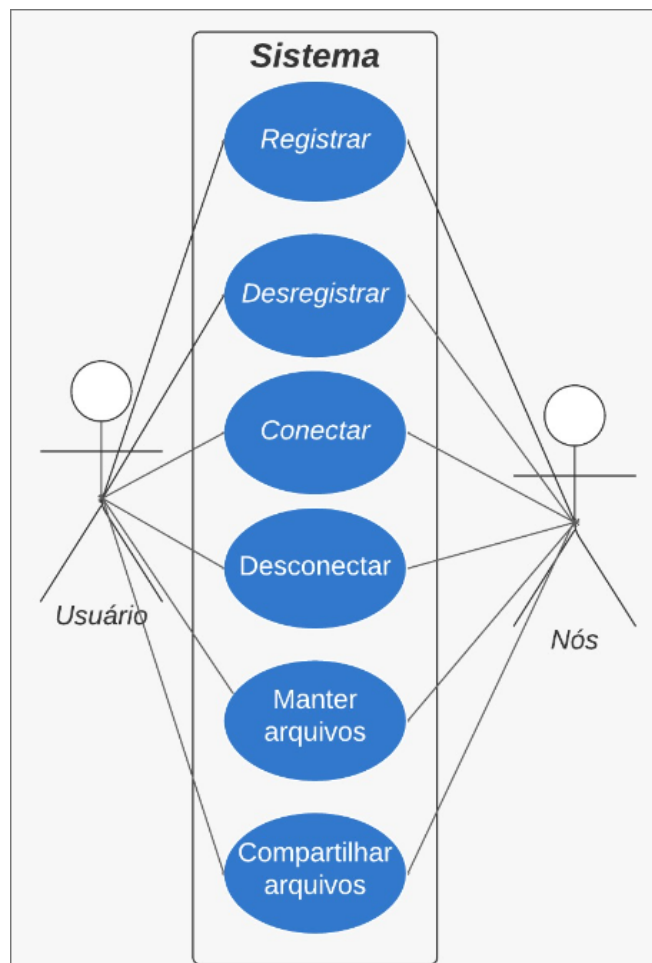 Sistema
Registrar
Desregistrar
Conectar
Desconectar
Usuário
Nós
Manter
arquivos
Compartilhar
arquivos